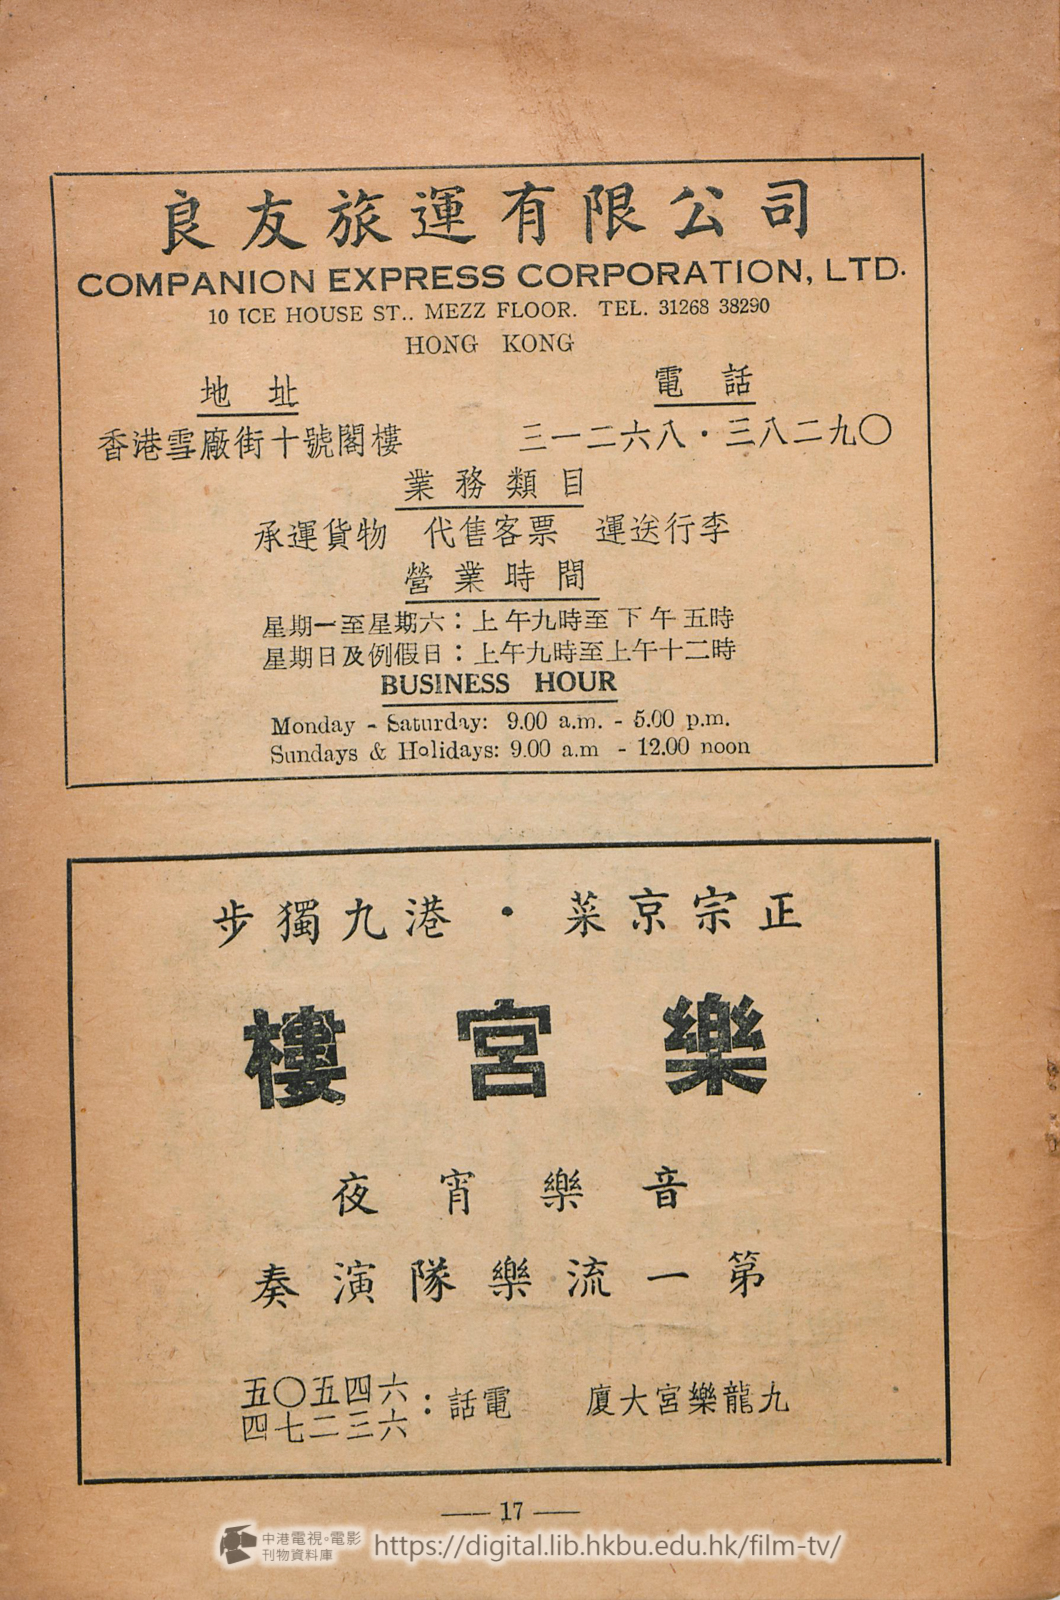 良友旅運有限公司
COMPANION EXPRESS CORPORATION, LTD.
10 ICE HOUSE ST.. MEZZ FLOOR. TEL. 31268 38290
HONG KONG
地址
香港雪廠街十號閣樓
電話
三一二六八・三八二九〇
業務類目
承運貨物 代售客票 運送行李
營業時間
星期一至星期六：上午九時至下午五時
星期日及例假日：上午九時至上午十二時
BUSINESS HOUR
Monday - Saturday: 9.00 a.m. - 5.00 p.m.
Sundays & Holidays: 9.00 a.m - 12.00 noon
正宗京菜・港九獨步
樂宮樓
音樂宵夜
第一流樂隊演奏
九龍樂宮大廈 電話：六四五〇五
六三二七四
— 17 —
中港電視。電影
刊物資料庫
https://digital.lib.hkbu.edu.hk/film-tv/